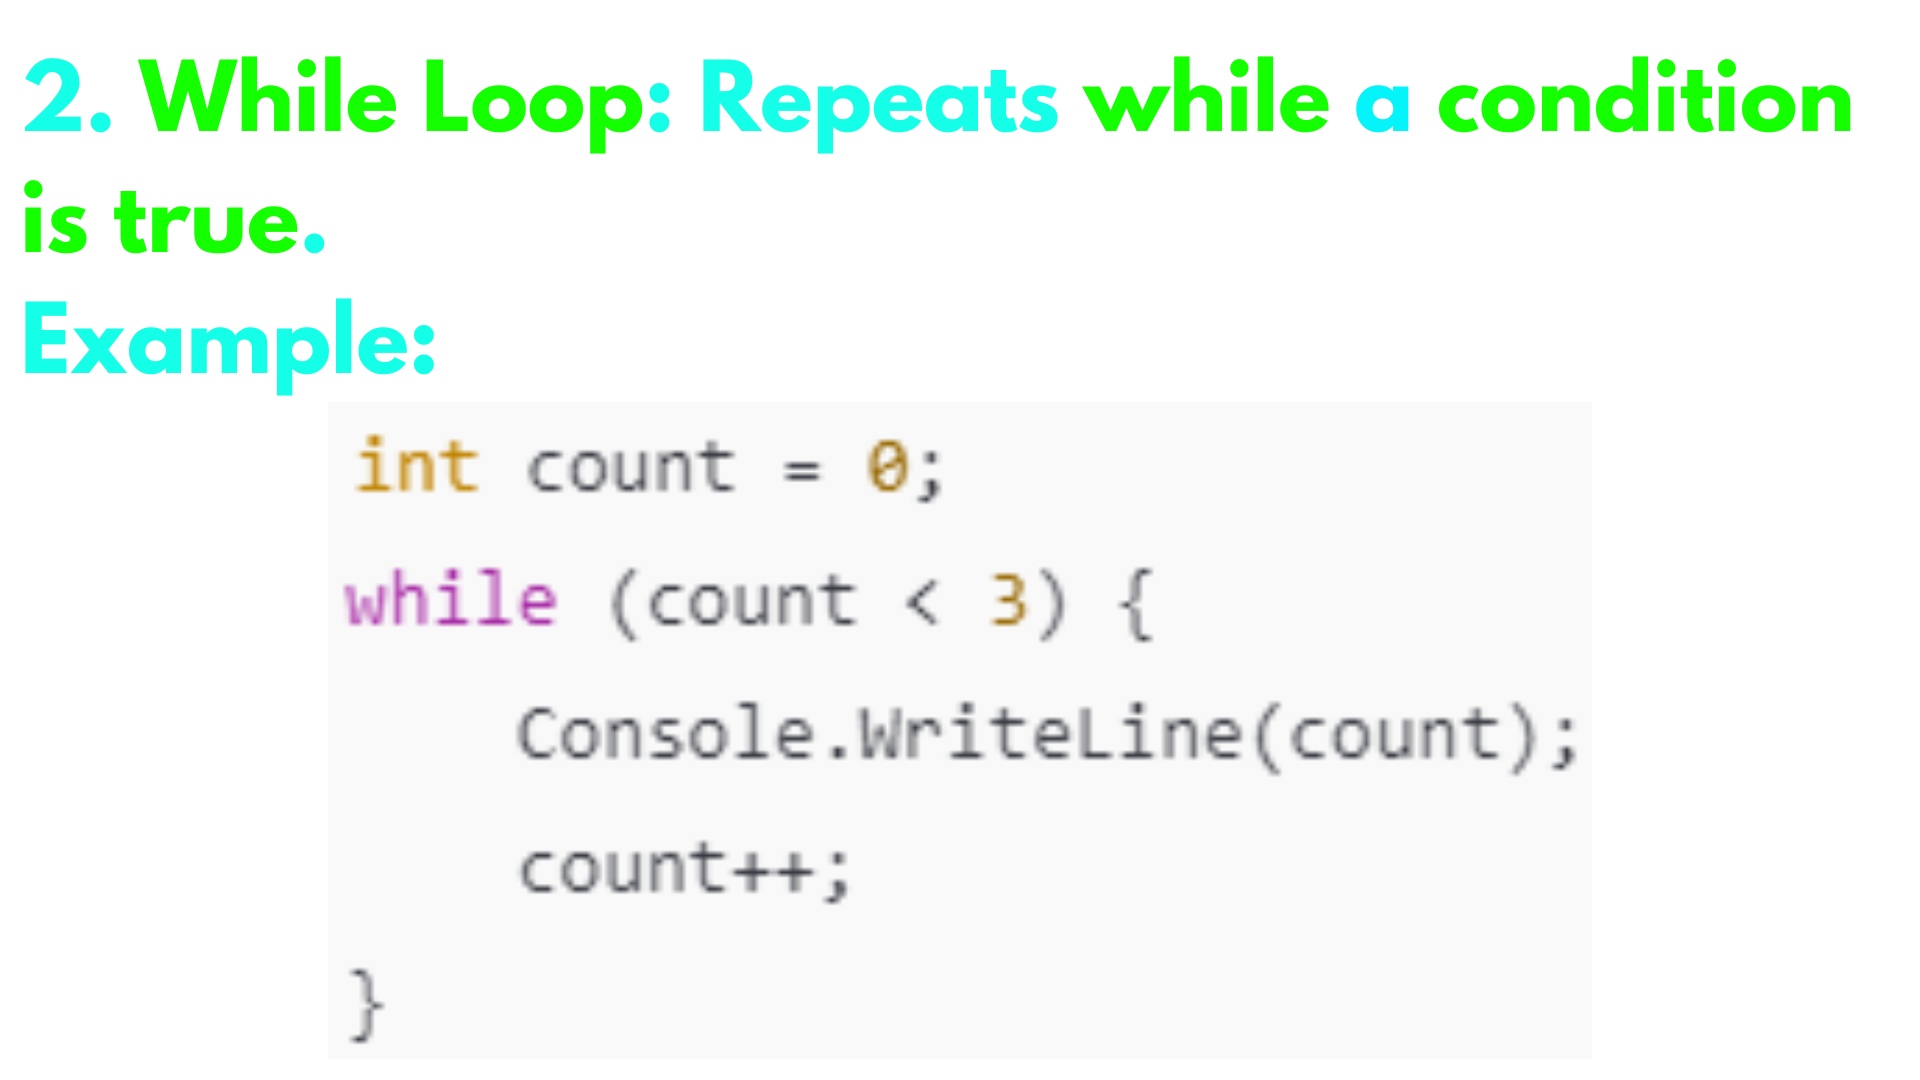 2. While Loop: Repeats while a condition
is true.
Example:
int count = 0;
while (count < 3) {
    Console.WriteLine(count);
    count++;
}